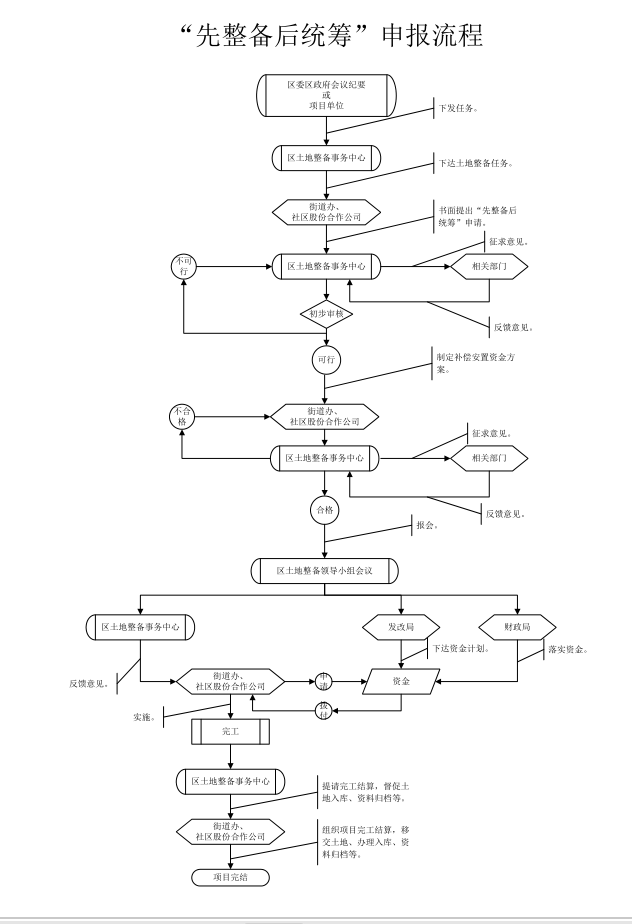 “先整备后统筹”申报流程
区委区政府会议纪要
或
项目单位
下发任务。
区土地整备事务中心
下达土地整备任务。
街道办、
社区股份合作公司
书面提出“先整备后
统筹”申请。
征求意见。
不可
行
区土地整备事务中心
相关部门
初步审核
反馈意见。
可行
制定补偿安置资金方
案。
不合
格
街道办、
社区股份合作公司
征求意见。
区土地整备事务中心
相关部门
合格
反馈意见。
报会。
区土地整备领导小组会议
区土地整备事务中心
发改局
财政局
下达资金计划。
落实资金。
反馈意见。
街道办、
社区股份合作公司
申
请
资金
拨
付
实施。
完工
区土地整备事务中心
提请完工结算，督促土
地入库、资料归档等。
街道办、
社区股份合作公司
组织项目完工结算，移
交土地、办理入库、资
料归档等。
项目完结